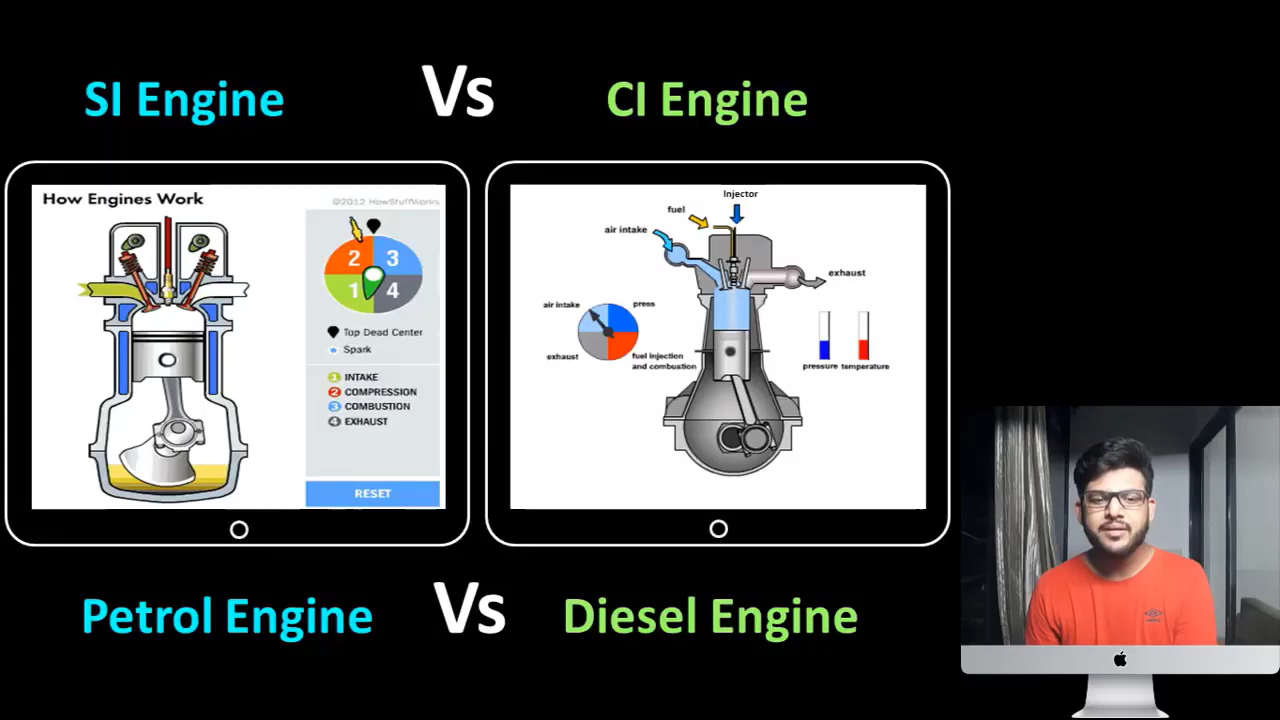 SI Engine Vs CI Engine
How Engines Work
©2012 HowStuffWorks
2 3
1 4
Top Dead Center
Spark
1 INTAKE
2 COMPRESSION
3 COMBUSTION
4 EXHAUST
RESET
Injector
fuel
air intake
exhaust
air intake
press
exhaust
fuel injection
and combustion
pressure temperature
Petrol Engine Vs Diesel Engine